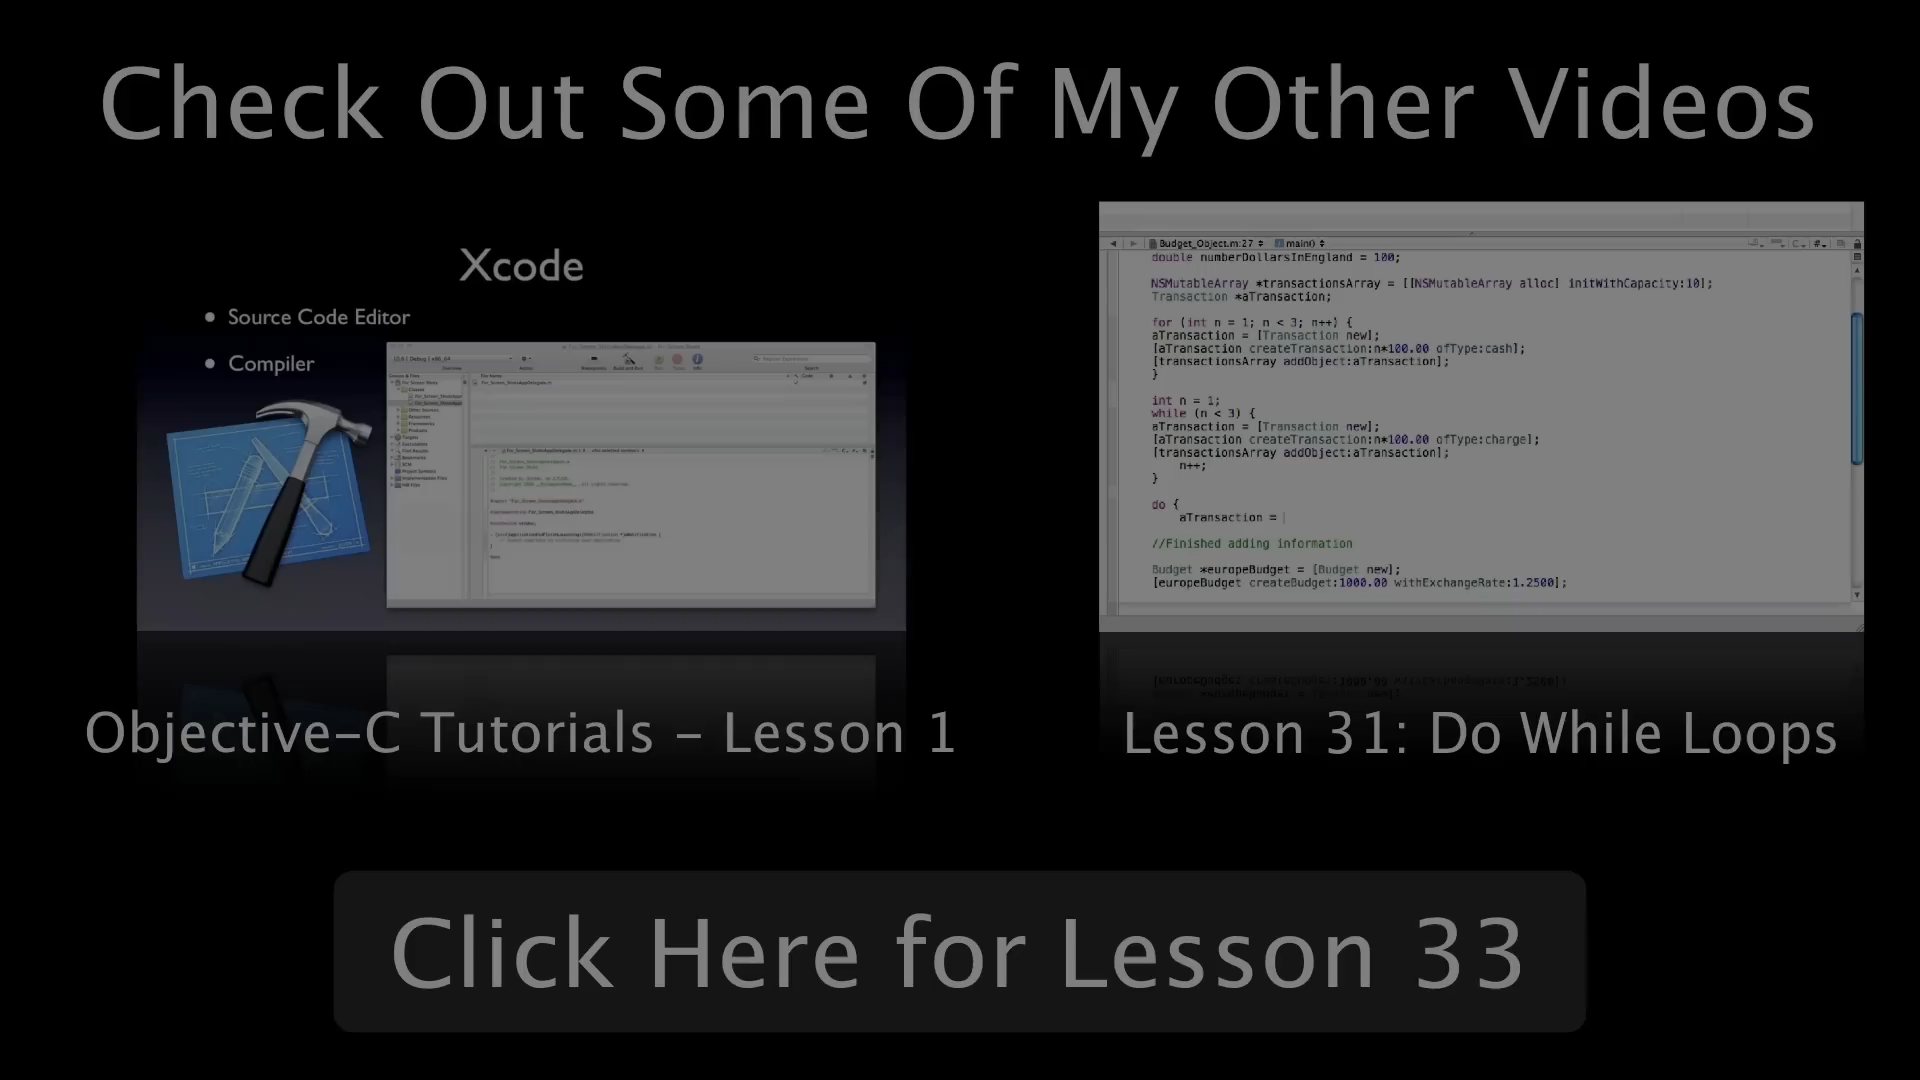 Check Out Some Of My Other Videos
Xcode
• Source Code Editor
• Compiler
Objective-C Tutorials - Lesson 1
Budget_Object.m:27 main()
double numberDollarsInEngland = 100;
NSMutableArray *transactionsArray = [[NSMutableArray alloc] initWithCapacity:10];
Transaction *aTransaction;
for (int n = 1; n < 3; n++) {
aTransaction = [Transaction new];
[aTransaction createTransaction:n*100.00 ofType:cash];
[transactionsArray addObject:aTransaction];
}
int n = 1;
while (n < 3) {
aTransaction = [Transaction new];
[aTransaction createTransaction:n*100.00 ofType:charge];
[transactionsArray addObject:aTransaction];
n++;
}
do {
aTransaction =
//Finished adding information
Budget *europeBudget = [Budget new];
[europeBudget createBudget:1000.00 withExchangeRate:1.2500];
Lesson 31: Do While Loops
Click Here for Lesson 33